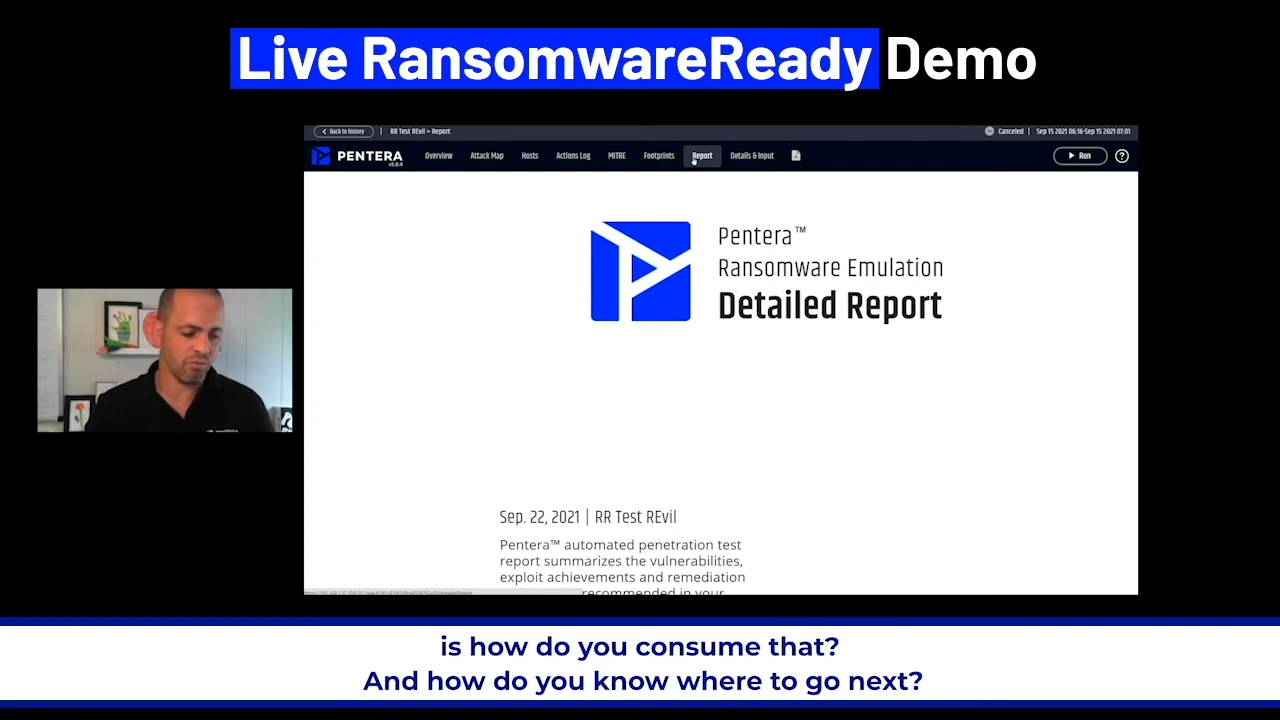 Live RansomwareReady Demo
Back to history | RR Test REvil > Report
Canceled | Sep 15 2021 06:16-Sep 15 2021 07:01
PENTERA
Overview
Attack Map
Hosts
Actions Log
MITRE
Footprints
Report
Details & Input
Run
?
Pentera™
Ransomware Emulation
Detailed Report
Sep. 22, 2021 | RR Test REvil
Pentera™ automated penetration test
report summarizes the vulnerabilities,
exploit achievements and remediation
recommended in your
is how do you consume that?
And how do you know where to go next?